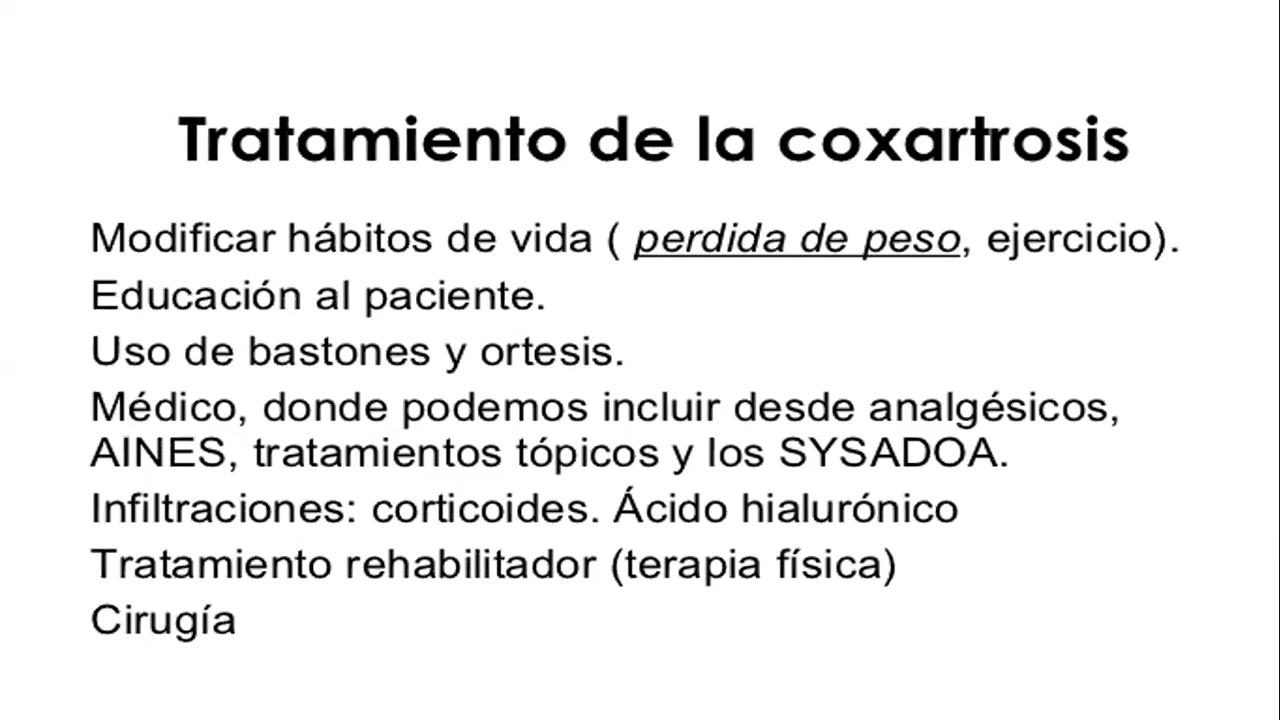 Tratamiento de la coxartrosis
Modificar hábitos de vida ( perdida de peso, ejercicio).
Educación al paciente.
Uso de bastones y ortesis.
Médico, donde podemos incluir desde analgésicos,
AINES, tratamientos tópicos y los SYSADOA.
Infiltraciones: corticoides. Ácido hialurónico
Tratamiento rehabilitador (terapia física)
Cirugía